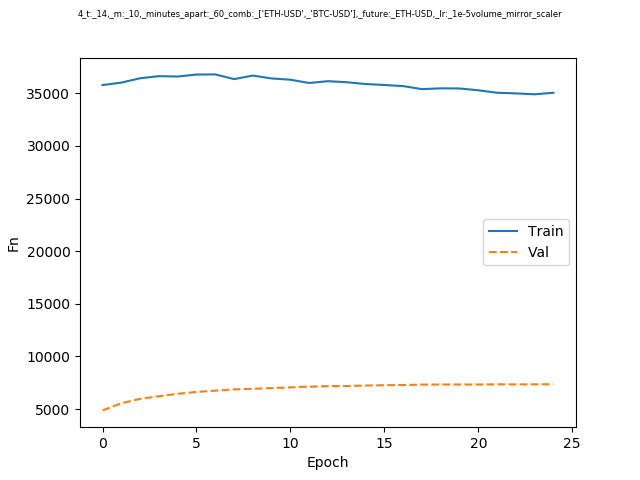 4_t:_14,_m:_10,_minutes_apart:_60_comb:_['ETH-USD',_'BTC-USD'],_future:_ETH-USD,_lr:_1e-5volume_mirror_scaler
35000
30000
25000
20000
15000
10000
5000
Fn
Train
Val
0 5 10 15 20 25
Epoch